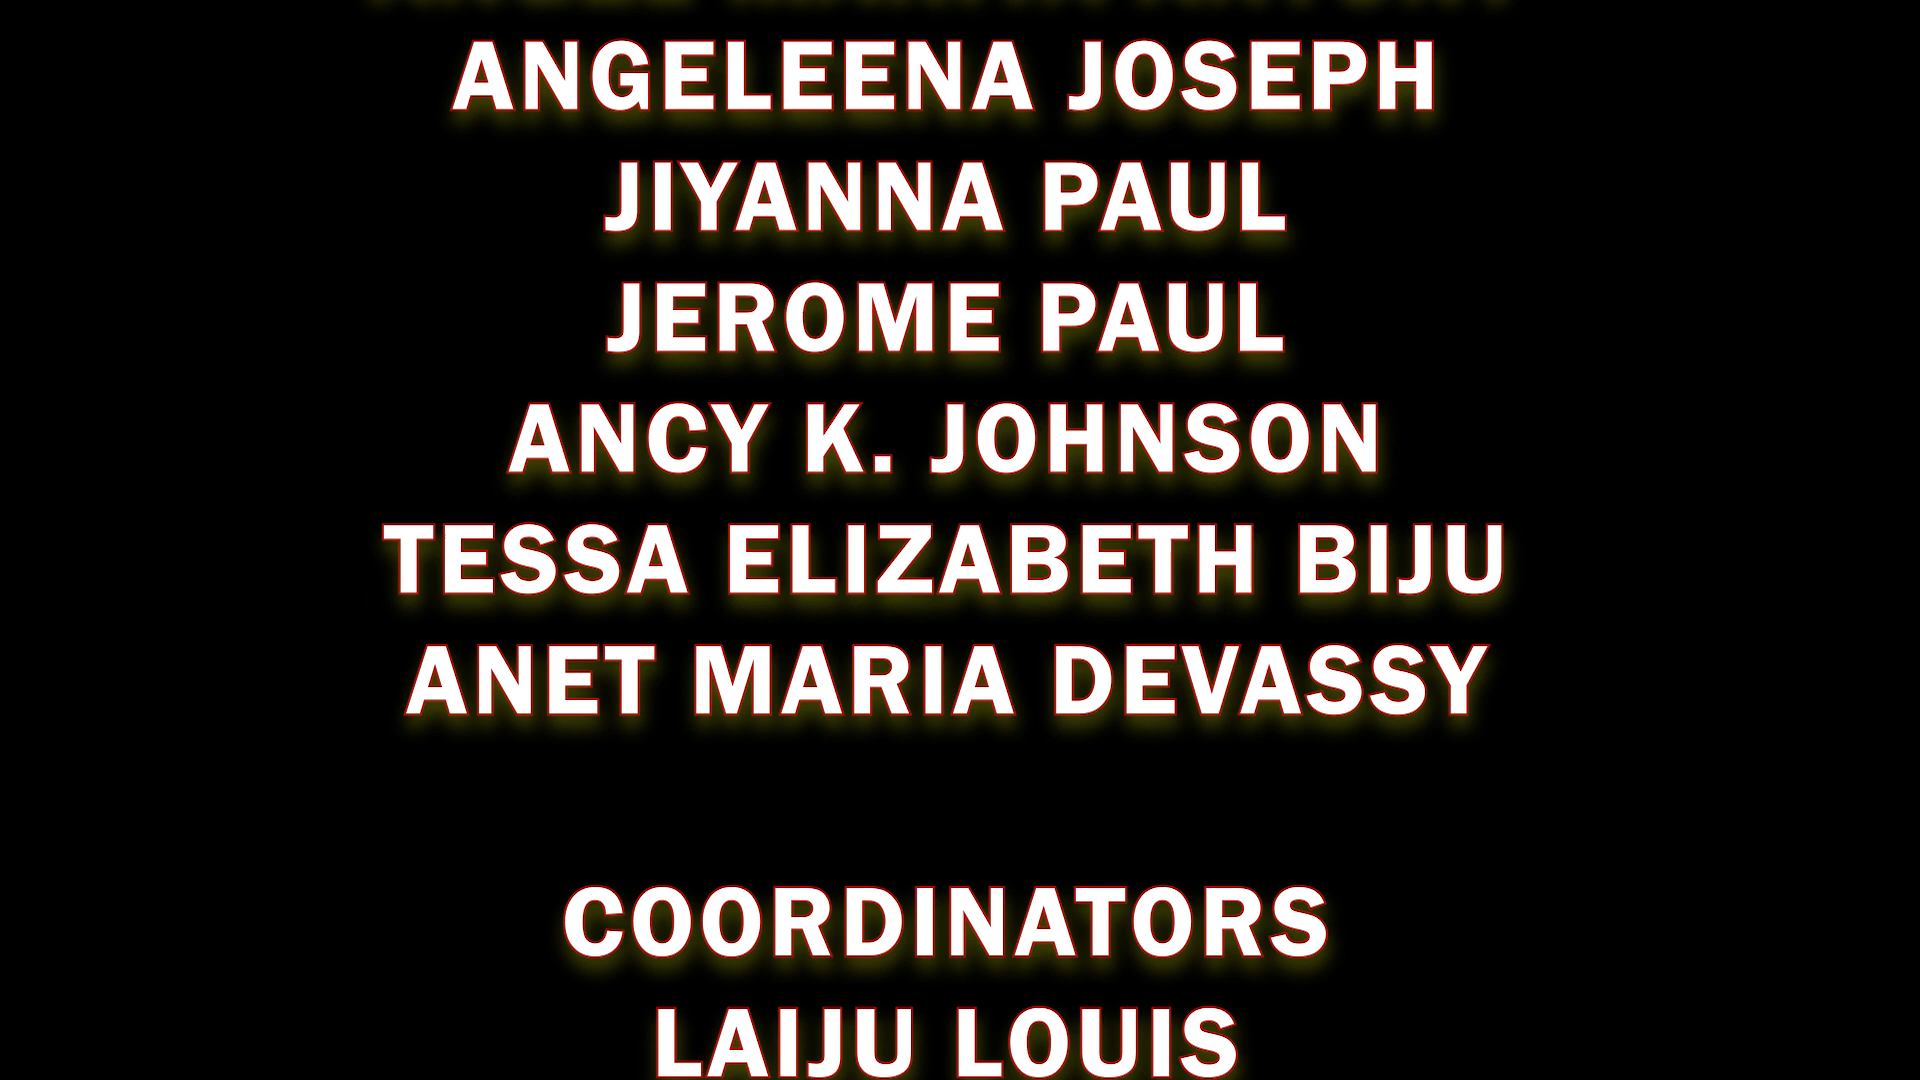 ANGELEENA JOSEPH
JIYANNA PAUL
JEROME PAUL
ANCY K. JOHNSON
TESSA ELIZABETH BIJU
ANET MARIA DEVASSY
COORDINATORS
LAIJU LOUIS